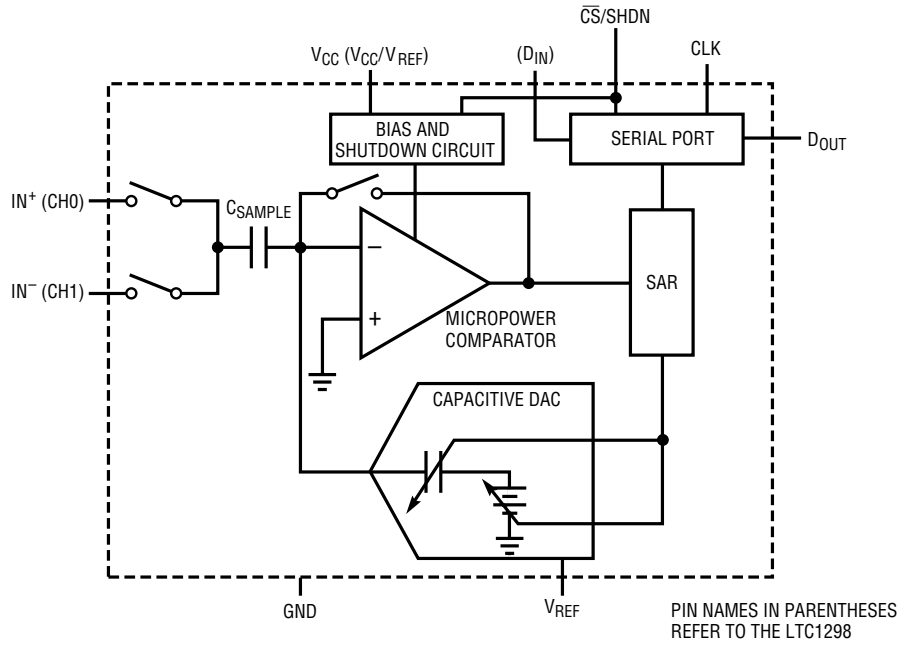 C̅S̅/SHDN
VCC (VCC/VREF)
(DIN)
CLK
BIAS AND
SHUTDOWN CIRCUIT
SERIAL PORT
DOUT
IN+ (CH0)
CSAMPLE
IN− (CH1)
−
+
SAR
MICROPOWER
COMPARATOR
CAPACITIVE DAC
GND
VREF
PIN NAMES IN PARENTHESES
REFER TO THE LTC1298